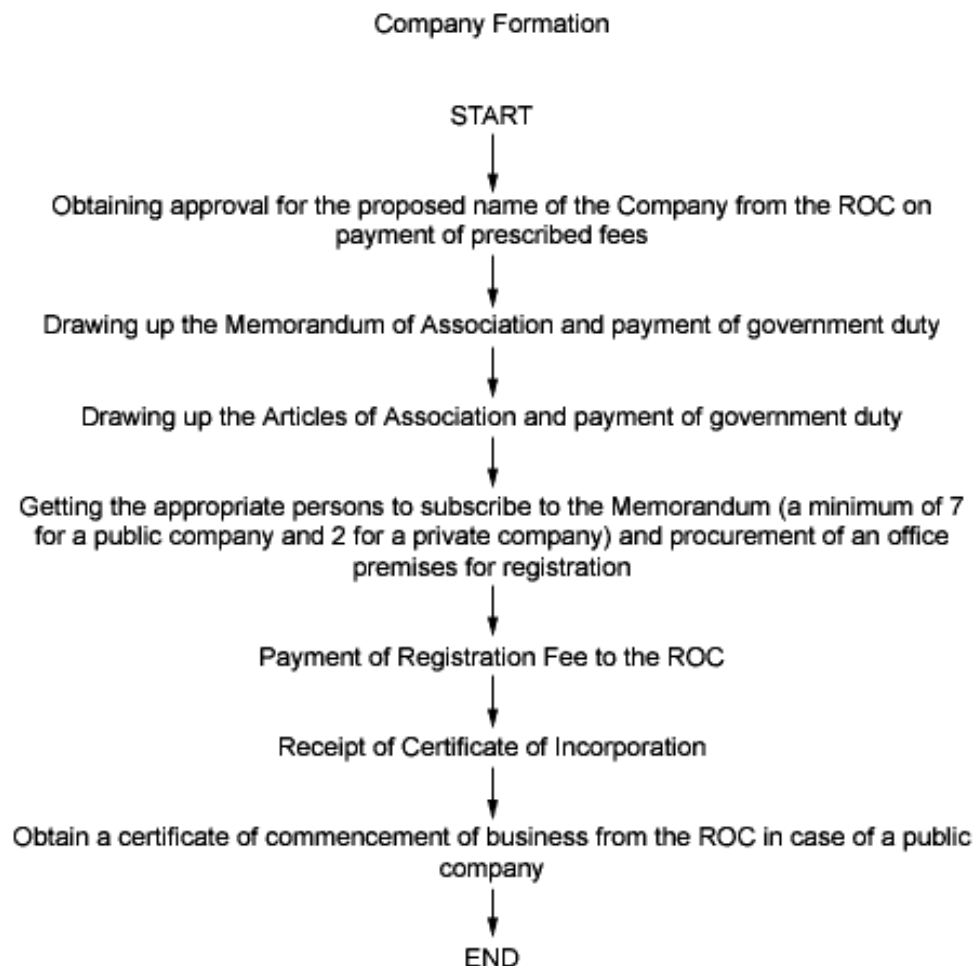 Company Formation
START
Obtaining approval for the proposed name of the Company from the ROC on
payment of prescribed fees
Drawing up the Memorandum of Association and payment of government duty
Drawing up the Articles of Association and payment of government duty
Getting the appropriate persons to subscribe to the Memorandum (a minimum of 7
for a public company and 2 for a private company) and procurement of an office
premises for registration
Payment of Registration Fee to the ROC
Receipt of Certificate of Incorporation
Obtain a certificate of commencement of business from the ROC in case of a public
company
END